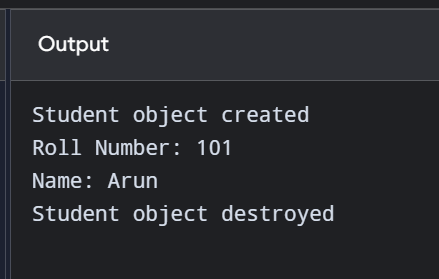 Output
Student object created
Roll Number: 101
Name: Arun
Student object destroyed